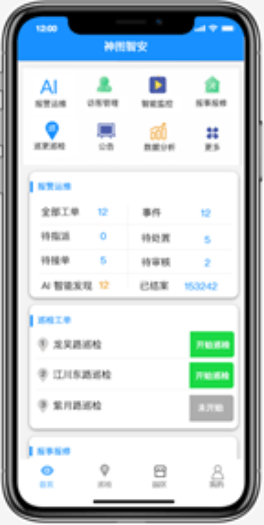 12:00
神图智安
AI
报警运维 访客管理 智能监控 报事报修
巡更巡检 公告 数据分析 更多
报警运维
全部工单 12 事件 12
待指派 0 待处置 5
待接单 5 待审核 2
AI 智能发现 12 已结案 153242
巡检工单
1 龙吴路巡检 开始巡检
2 江川东路巡检 开始巡检
3 紫月路巡检 未开始
报事报修
首页 巡检 我的